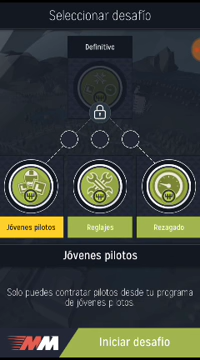 Seleccionar desafío
Definitivo
Jóvenes pilotos
Reglajes
Rezagado
Jóvenes pilotos
Solo puedes contratar pilotos desde tu programa
de jóvenes pilotos.
MM
Iniciar desafío